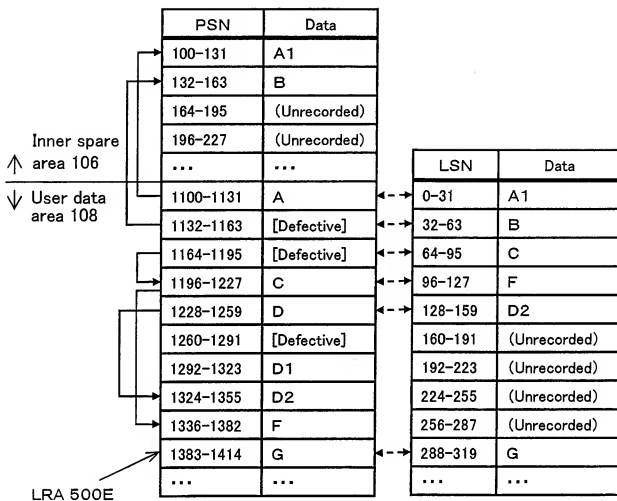 PSN Data
100-131 A1
132-163 B
164-195 (Unrecorded)
196-227 (Unrecorded)
... ...
1100-1131 A
1132-1163 [Defective]
1164-1195 [Defective]
1196-1227 C
1228-1259 D
1260-1291 [Defective]
1292-1323 D1
1324-1355 D2
1336-1382 F
1383-1414 G
... ...
Inner spare
area 106
User data
area 108
LRA 500E
LSN Data
0-31 A1
32-63 B
64-95 C
96-127 F
128-159 D2
160-191 (Unrecorded)
192-223 (Unrecorded)
224-255 (Unrecorded)
256-287 (Unrecorded)
288-319 G
... ...